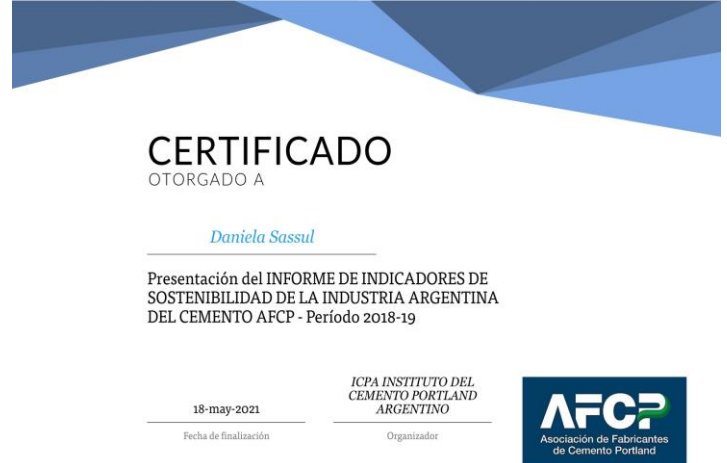 CERTIFICADO
OTORGADO A
Daniela Sassul
Presentación del INFORME DE INDICADORES DE
SOSTENIBILIDAD DE LA INDUSTRIA ARGENTINA
DEL CEMENTO AFCP - Período 2018-19
18-may-2021
Fecha de finalización
ICPA INSTITUTO DEL
CEMENTO PORTLAND
ARGENTINO
Organizador
AFCP
Asociación de Fabricantes
de Cemento Portland